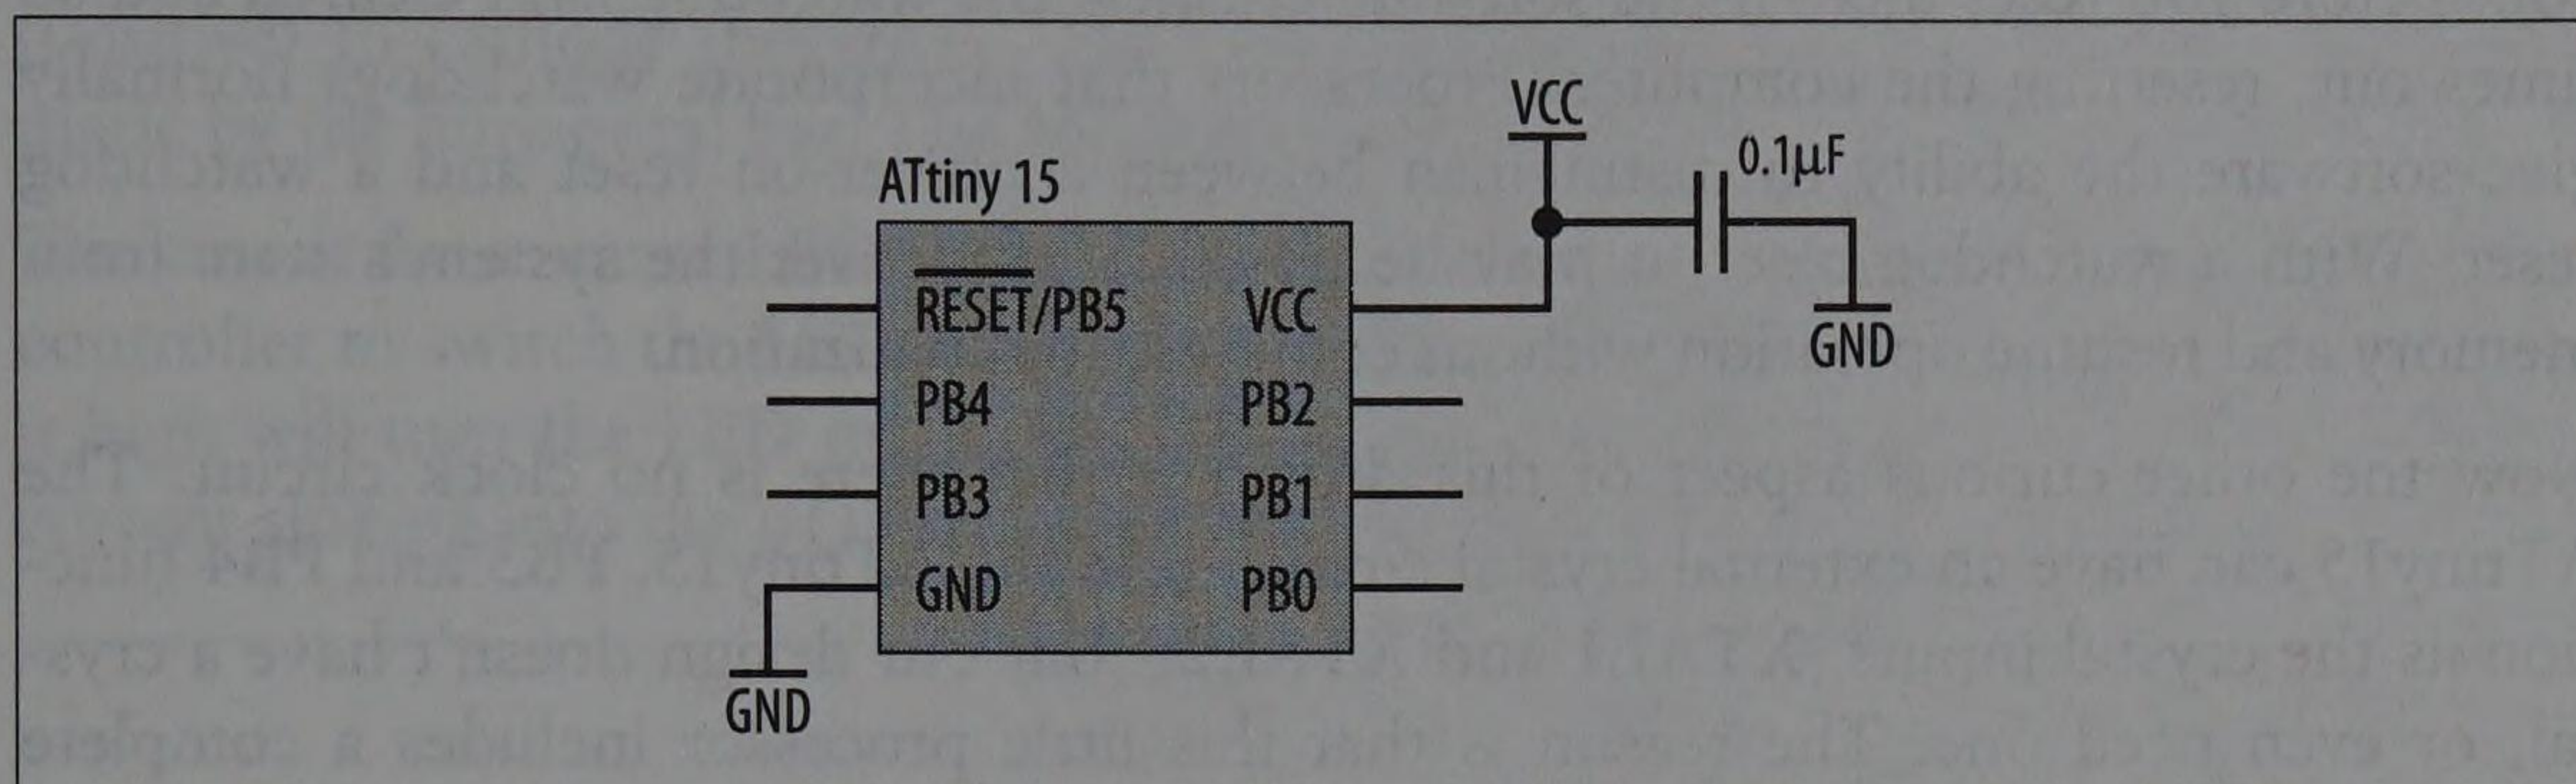 VCC
0.1µF
ATtiny 15
RESET/PB5 VCC
GND
PB4 PB2
PB3 PB1
GND PB0
GND